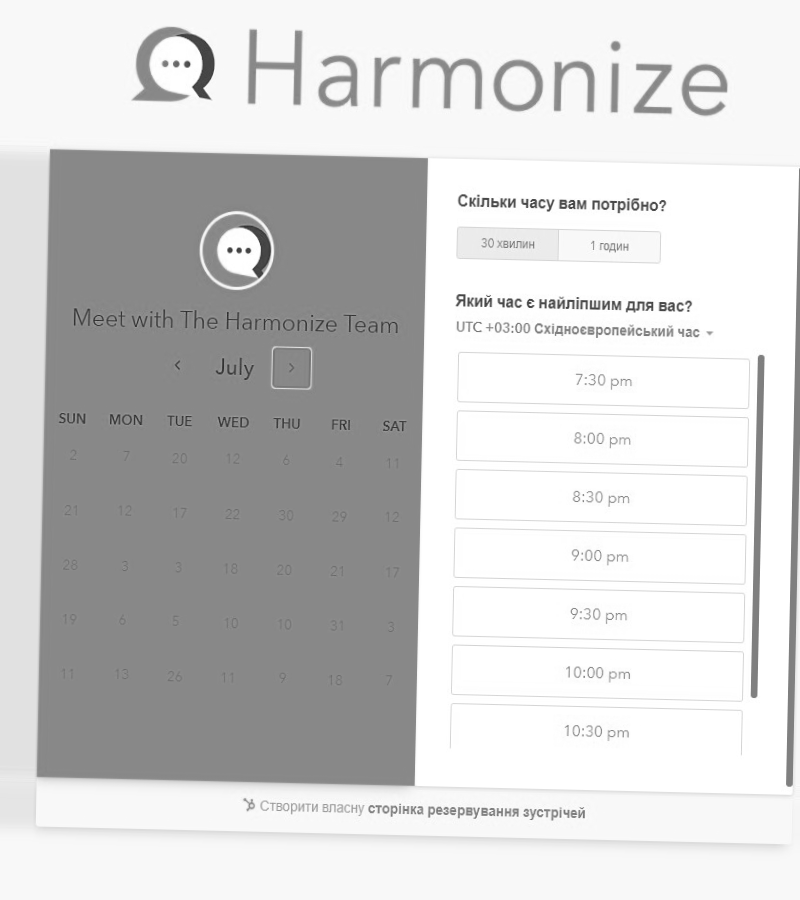 Harmonize
Meet with The Harmonize Team
July
SUN MON TUE WED THU FRI SAT
2 7 20 12 6 4 11
21 12 17 22 30 29 12
28 3 3 18 20 21 17
19 6 5 10 10 31 3
11 13 26 11 9 18 7
Скільки часу вам потрібно?
30 хвилин 1 годин
Який час є найліпшим для вас?
UTC +03:00 Східноєвропейський час
7:30 pm
8:00 pm
8:30 pm
9:00 pm
9:30 pm
10:00 pm
10:30 pm
Створити власну сторінка резервування зустрічей